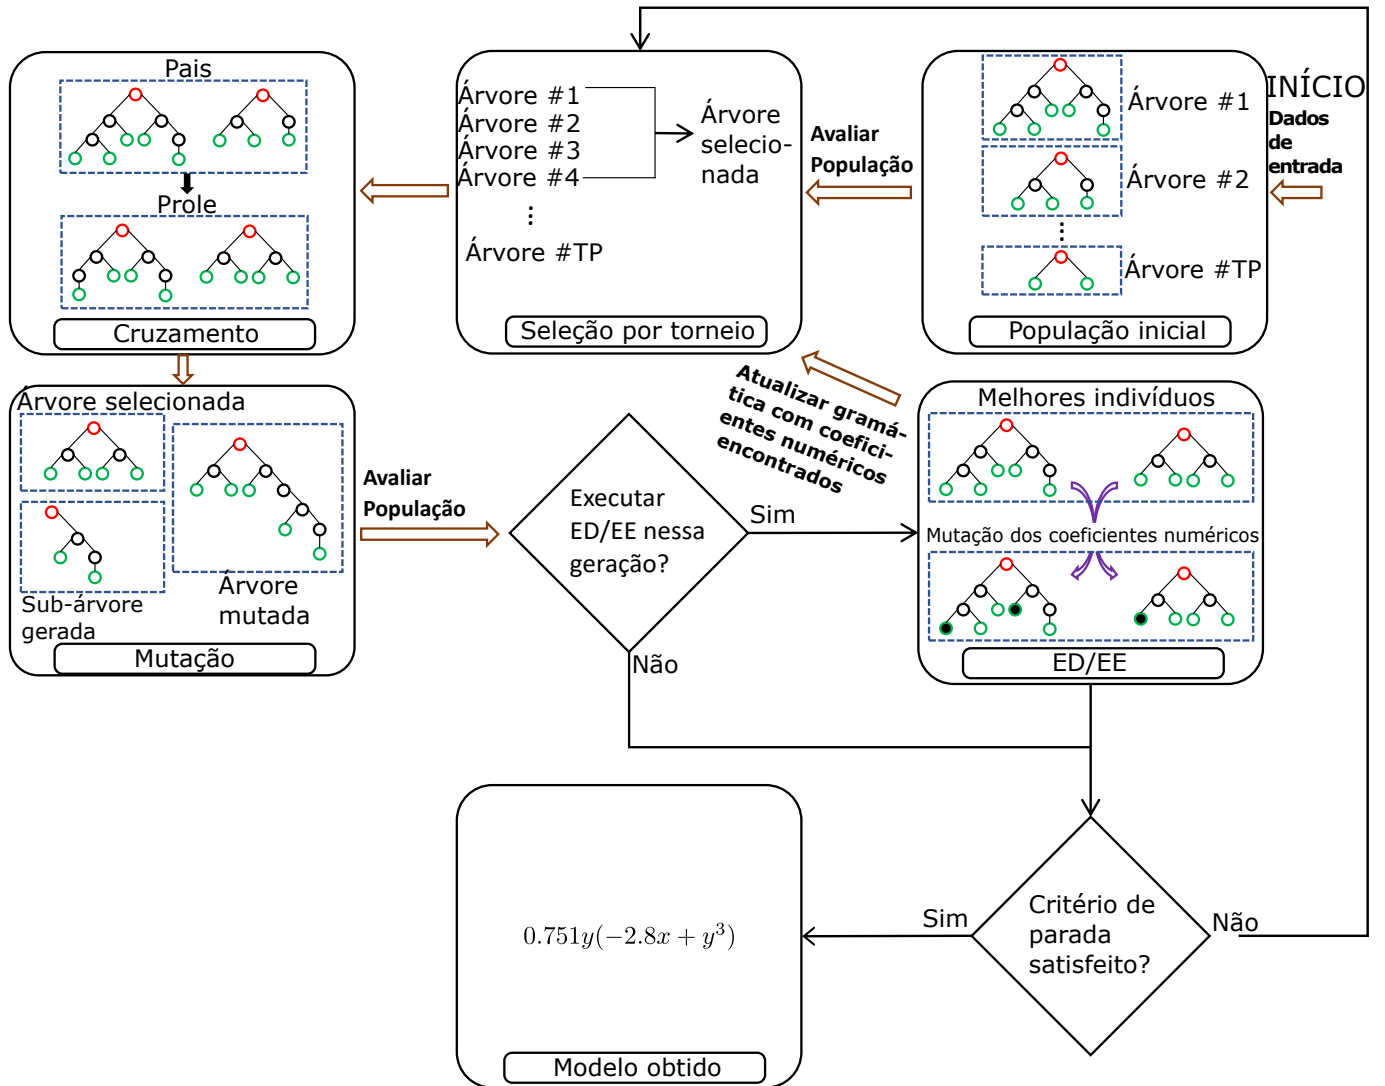 INÍCIO
Dados
de
entrada
Árvore #1
Árvore #2
⋮
Árvore #TP
População inicial
Avaliar
População
Árvore #1
Árvore #2
Árvore #3
Árvore #4
⋮
Árvore #TP
Árvore
selecio-
nada
Seleção por torneio
Pais
Prole
Cruzamento
Árvore selecionada
Sub-árvore
gerada
Árvore
mutada
Mutação
Avaliar
População
Executar
ED/EE nessa
geração?
Sim
Não
Atualizar gramá-
tica com coefici-
entes numéricos
encontrados
Melhores indivíduos
Mutação dos coeficientes numéricos
ED/EE
Critério de
parada
satisfeito?
Sim
Não
0.751y(−2.8x + y³)
Modelo obtido